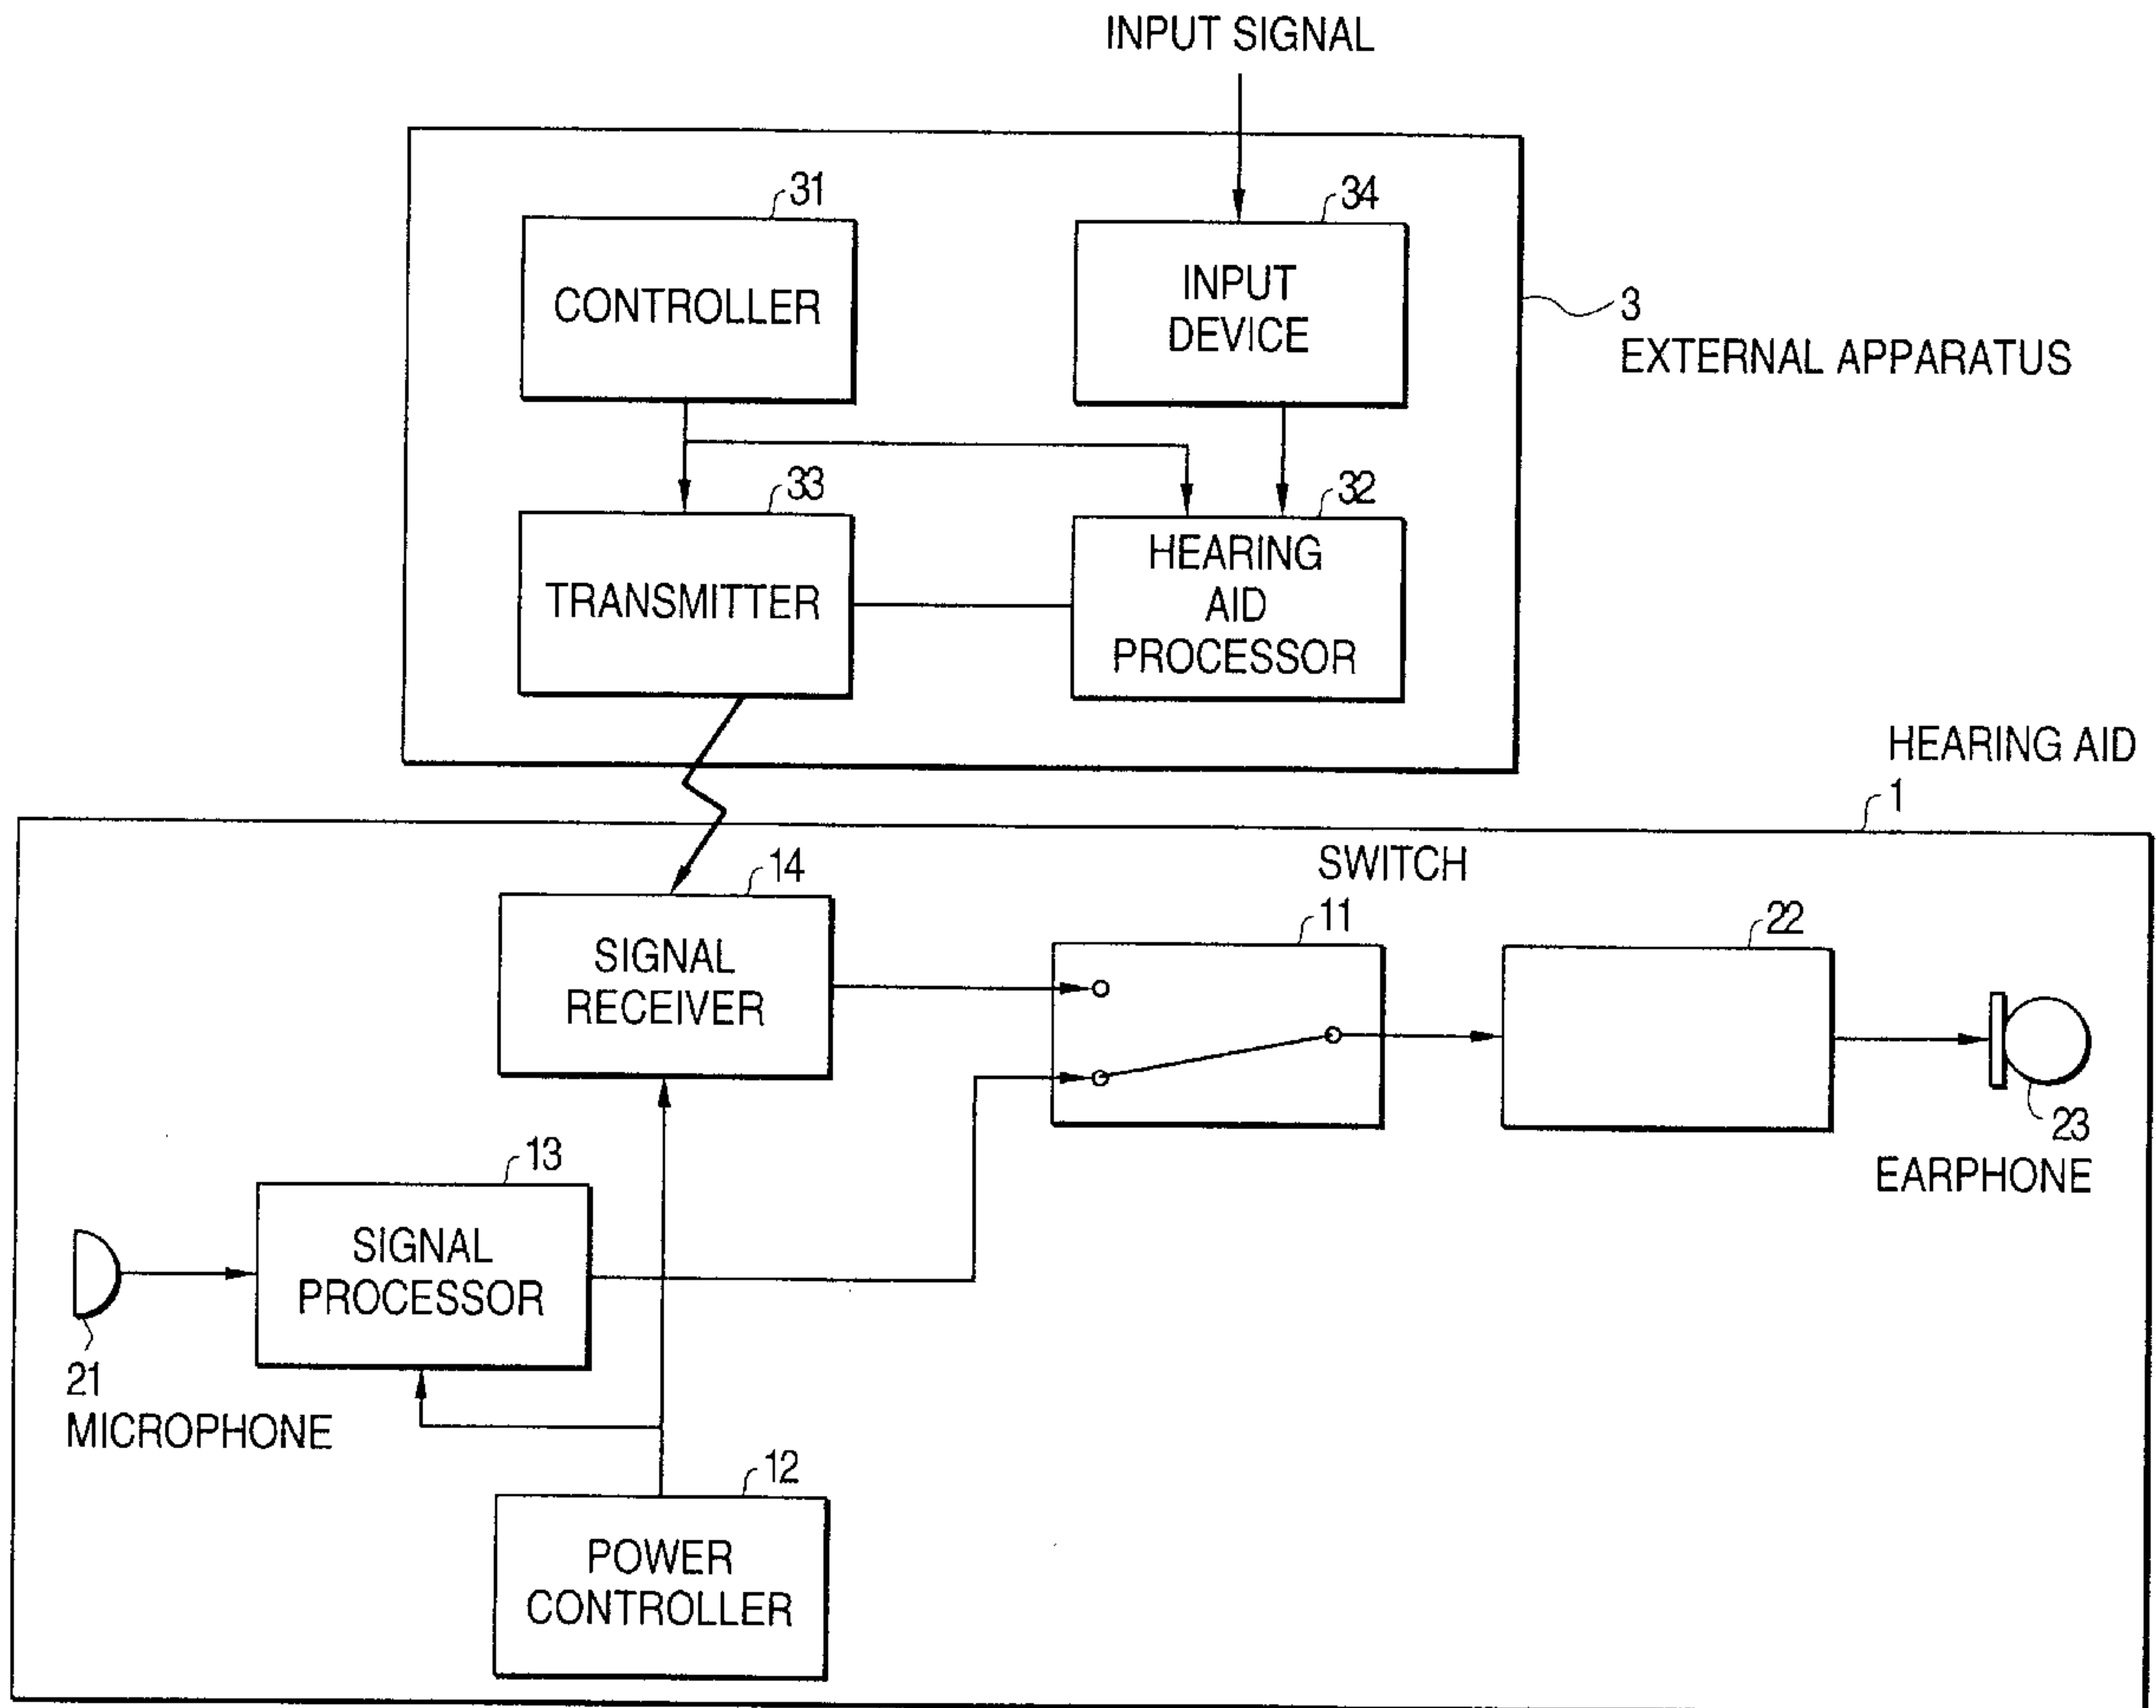 INPUT SIGNAL
31
34
CONTROLLER
INPUT
DEVICE
3
EXTERNAL APPARATUS
33
32
TRANSMITTER
HEARING
AID
PROCESSOR
HEARING AID
1
14
SWITCH
11
22
SIGNAL
RECEIVER
23
EARPHONE
13
SIGNAL
PROCESSOR
21
MICROPHONE
12
POWER
CONTROLLER